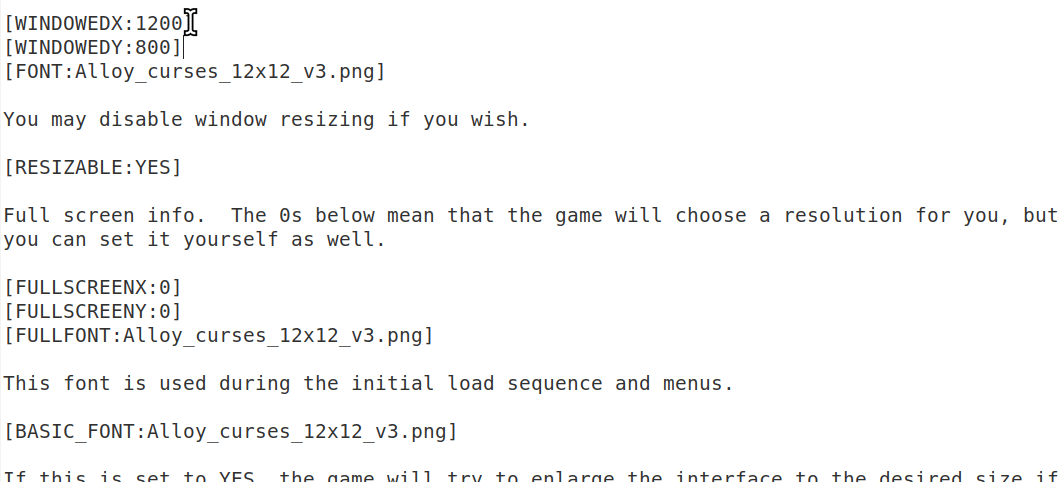 [WINDOWEDX:1200]
[WINDOWEDY:800]
[FONT:Alloy_curses_12x12_v3.png]
You may disable window resizing if you wish.
[RESIZABLE:YES]
Full screen info.  The 0s below mean that the game will choose a resolution for you, but
you can set it yourself as well.
[FULLSCREENX:0]
[FULLSCREENY:0]
[FULLFONT:Alloy_curses_12x12_v3.png]
This font is used during the initial load sequence and menus.
[BASIC_FONT:Alloy_curses_12x12_v3.png]
If this is set to YES, the game will try to enlarge the interface to the desired size if